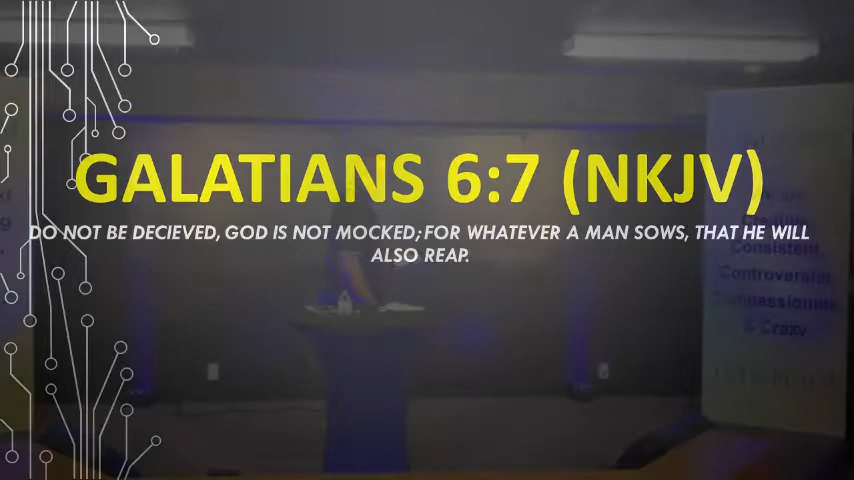 GALATIANS 6:7 (NKJV)
DO NOT BE DECIEVED, GOD IS NOT MOCKED; FOR WHATEVER A MAN SOWS, THAT HE WILL
ALSO REAP.
Consistent,
Controversial,
Compassionate,
& Crazy